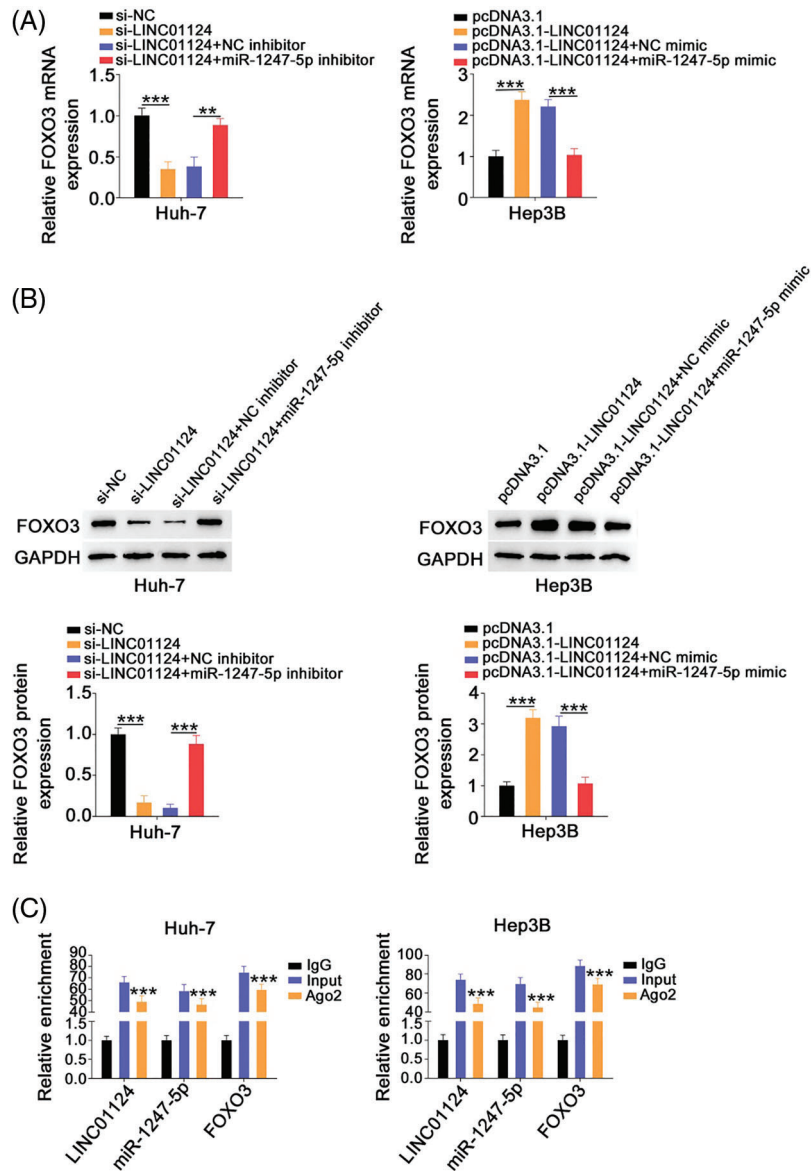 (A)
si-NC
si-LINC01124
si-LINC01124+NC inhibitor
si-LINC01124+miR-1247-5p inhibitor
Relative FOXO3 mRNA
expression
1.5
1.0
0.5
0.0
***
**
Huh-7
pcDNA3.1
pcDNA3.1-LINC01124
pcDNA3.1-LINC01124+NC mimic
pcDNA3.1-LINC01124+miR-1247-5p mimic
Relative FOXO3 mRNA
expression
3
2
1
0
***
***
Hep3B
(B)
si-NC
si-LINC01124
si-LINC01124+NC inhibitor
si-LINC01124+miR-1247-5p inhibitor
FOXO3
GAPDH
Huh-7
pcDNA3.1
pcDNA3.1-LINC01124
pcDNA3.1-LINC01124+NC mimic
pcDNA3.1-LINC01124+miR-1247-5p mimic
FOXO3
GAPDH
Hep3B
si-NC
si-LINC01124
si-LINC01124+NC inhibitor
si-LINC01124+miR-1247-5p inhibitor
Relative FOXO3 protein
expression
1.5
1.0
0.5
0.0
***
***
Huh-7
pcDNA3.1
pcDNA3.1-LINC01124
pcDNA3.1-LINC01124+NC mimic
pcDNA3.1-LINC01124+miR-1247-5p mimic
Relative FOXO3 protein
expression
4
3
2
1
0
***
***
Hep3B
(C)
Huh-7
Relative enrichment
90
80
70
60
50
40
1.5
1.0
0.5
0.0
***
***
***
IgG
Input
Ago2
LINC01124
miR-1247-5p
FOXO3
Hep3B
Relative enrichment
100
80
60
40
1.5
1.0
0.5
0.0
***
***
***
IgG
Input
Ago2
LINC01124
miR-1247-5p
FOXO3